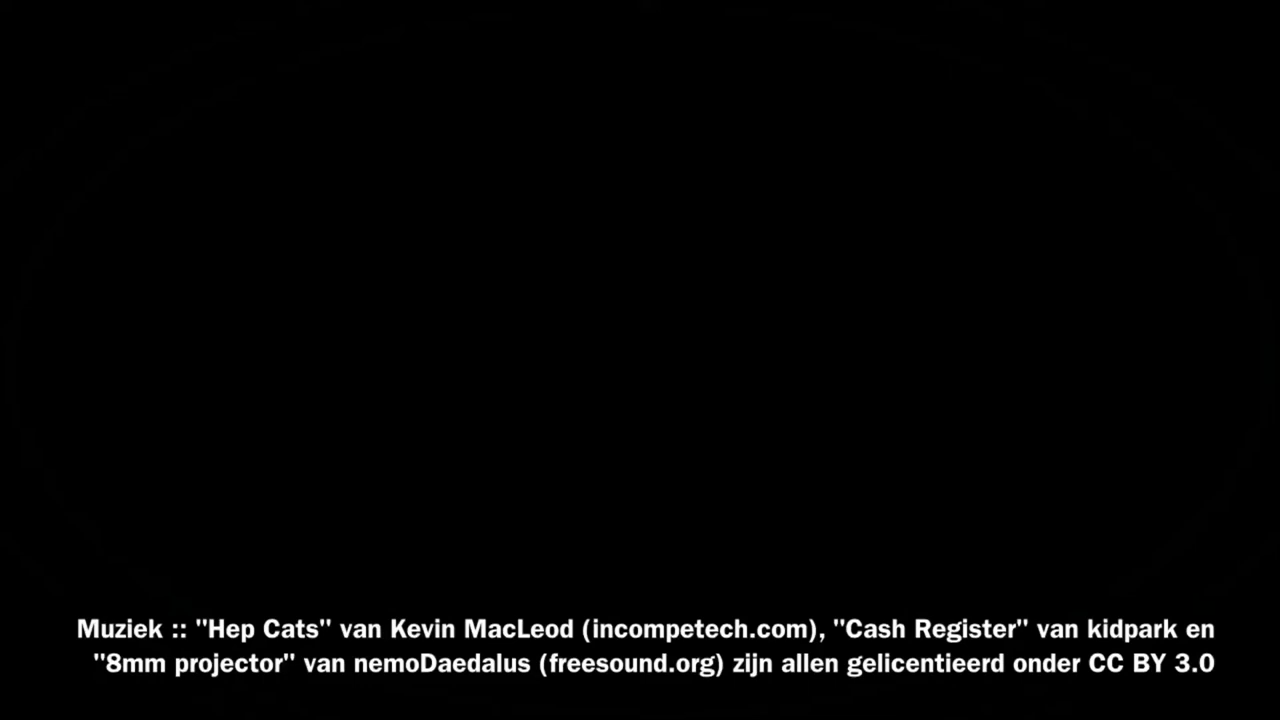 Muziek :: "Hep Cats" van Kevin MacLeod (incompetech.com), "Cash Register" van kidpark en
"8mm projector" van nemoDaedalus (freesound.org) zijn allen gelicentieerd onder CC BY 3.0